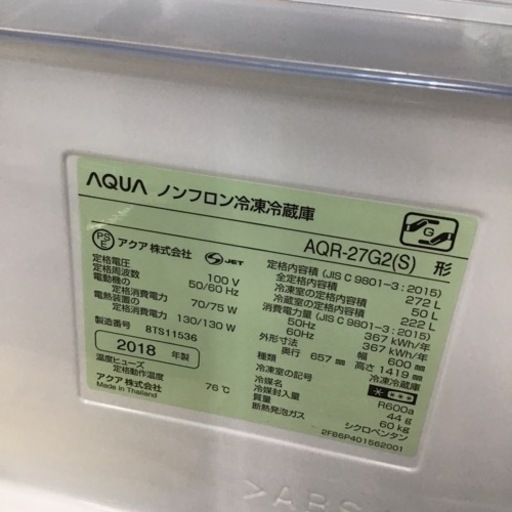 AQUA ノンフロン冷凍冷蔵庫
AQR-27G2(S) 形
G
PSE アクア株式会社 JET
定格電圧 100 V
定格周波数 50/60 Hz
電動機の
定格消費電力 70/75 W
電熱装置の
定格消費電力 130/130 W
製造番号 8TS11536
2018 年製
温度ヒューズ
定格動作温度 76℃
アクア株式会社
Made in Thailand
定格内容積 (JIS C 9801-3 : 2015)
全定格内容積 272 L
冷凍室の定格内容積 50 L
冷蔵室の定格内容積 222 L
消費電力量 (JIS C 9801-3 : 2015)
50Hz 367 kWh/年
60Hz 367 kWh/年
外形寸法 幅 600 mm
奥行 657 mm 高さ 1419 mm
種類 冷凍冷蔵庫
冷凍室の記号
冷媒名 R600a
冷媒封入量 44 g
質量 60 kg
断熱発泡ガス シクロペンタン
2FB6P401562001
>ABS